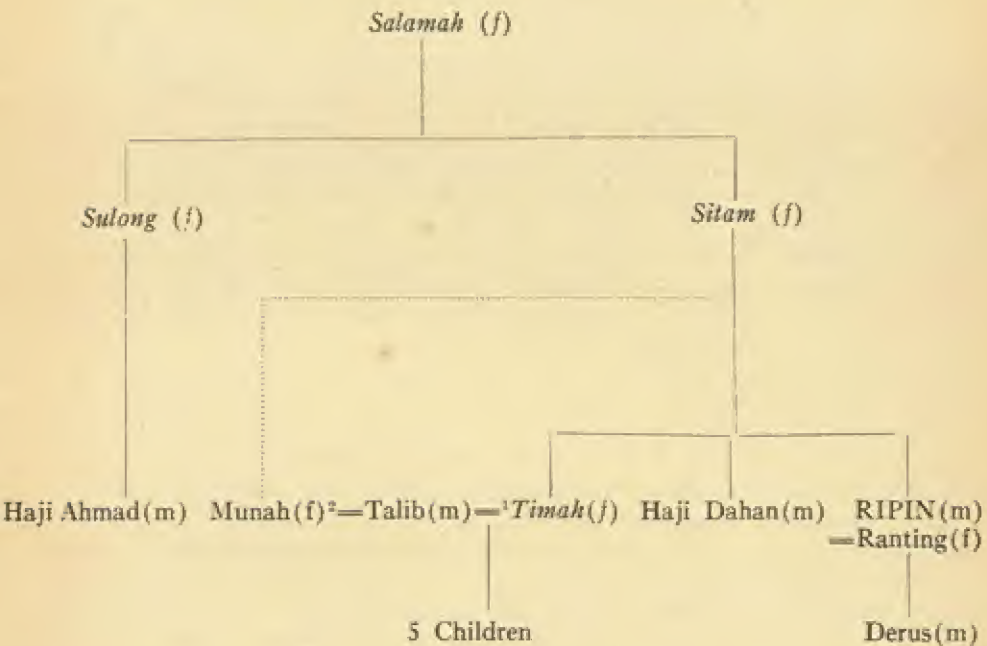 Salamah (f)
Sulong (f)
Sitam (f)
Haji Ahmad(m) Munah(f)²=Talib(m)=¹Timah(f) Haji Dahan(m) RIPIN(m)
=Ranting(f)
5 Children
Derus(m)